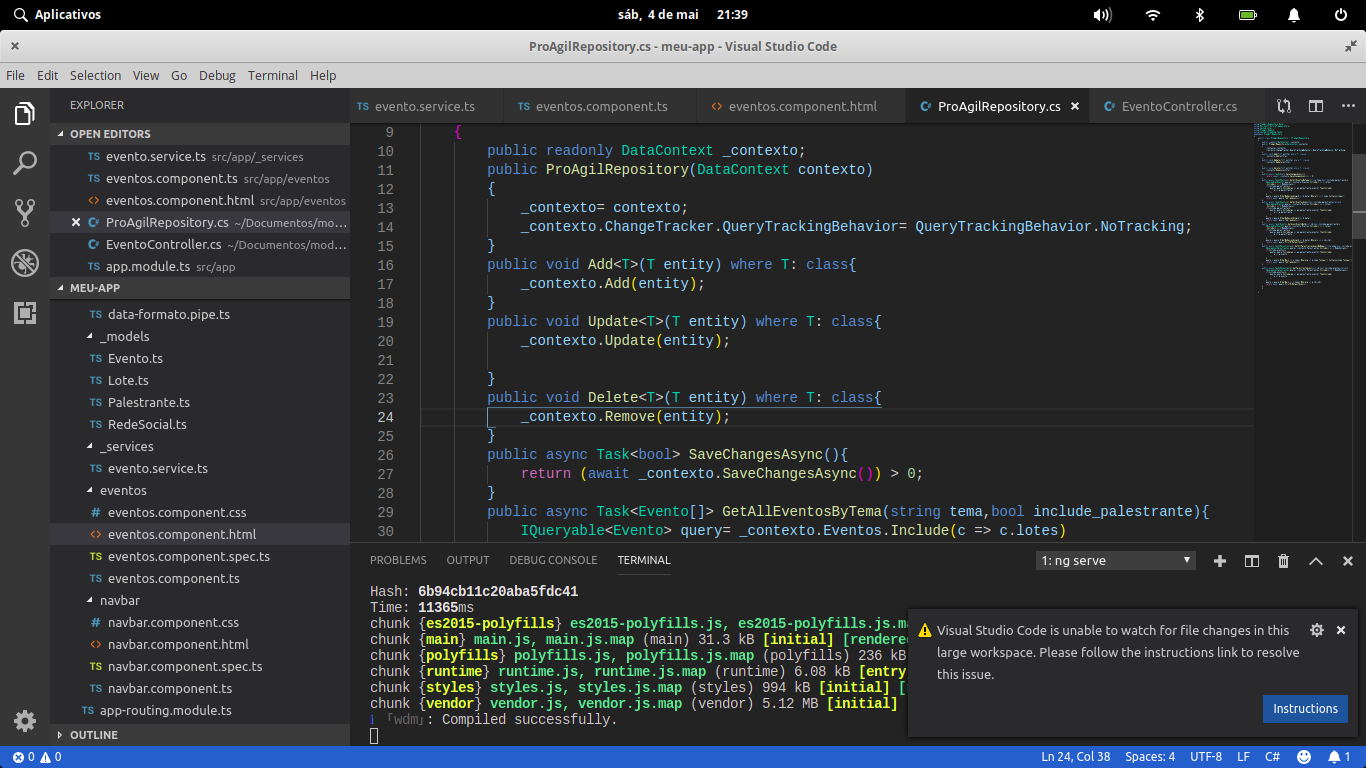 Aplicativos
sáb, 4 de mai 21:39
ProAgilRepository.cs - meu-app - Visual Studio Code
File Edit Selection View Go Debug Terminal Help
EXPLORER
OPEN EDITORS
TS evento.service.ts src/app/_services
TS eventos.component.ts src/app/eventos
<> eventos.component.html src/app/eventos
ProAgilRepository.cs ~/Documentos/mo...
EventoController.cs ~/Documentos/mod...
TS app.module.ts src/app
MEU-APP
TS data-formato.pipe.ts
_models
TS Evento.ts
TS Lote.ts
TS Palestrante.ts
TS RedeSocial.ts
_services
TS evento.service.ts
eventos
# eventos.component.css
<> eventos.component.html
TS eventos.component.spec.ts
TS eventos.component.ts
navbar
# navbar.component.css
<> navbar.component.html
TS navbar.component.spec.ts
TS navbar.component.ts
TS app-routing.module.ts
OUTLINE
TS evento.service.ts TS eventos.component.ts <> eventos.component.html ProAgilRepository.cs EventoController.cs
9 {
10 public readonly DataContext _contexto;
11 public ProAgilRepository(DataContext contexto)
12 {
13 _contexto= contexto;
14 _contexto.ChangeTracker.QueryTrackingBehavior= QueryTrackingBehavior.NoTracking;
15 }
16 public void Add<T>(T entity) where T: class{
17 _contexto.Add(entity);
18 }
19 public void Update<T>(T entity) where T: class{
20 _contexto.Update(entity);
21
22 }
23 public void Delete<T>(T entity) where T: class{
24 _contexto.Remove(entity);
25 }
26 public async Task<bool> SaveChangesAsync(){
27 return (await _contexto.SaveChangesAsync()) > 0;
28 }
29 public async Task<Evento[]> GetAllEventosByTema(string tema,bool include_palestrante){
30 IQueryable<Evento> query= _contexto.Eventos.Include(c => c.lotes)
PROBLEMS OUTPUT DEBUG CONSOLE TERMINAL 1: ng serve
Hash: 6b94cb11c20aba5fdc41
Time: 11365ms
chunk {es2015-polyfills} es2015-polyfills.js, es2015-polyfills.js.ma
chunk {main} main.js, main.js.map (main) 31.3 kB [initial] [rendered
chunk {polyfills} polyfills.js, polyfills.js.map (polyfills) 236 kB
chunk {runtime} runtime.js, runtime.js.map (runtime) 6.08 kB [entry
chunk {styles} styles.js, styles.js.map (styles) 994 kB [initial] [
chunk {vendor} vendor.js, vendor.js.map (vendor) 5.12 MB [initial]
ℹ 「wdm」: Compiled successfully.
Visual Studio Code is unable to watch for file changes in this
large workspace. Please follow the instructions link to resolve
this issue.
Instructions
0 0 Ln 24, Col 38 Spaces: 4 UTF-8 LF C# 1